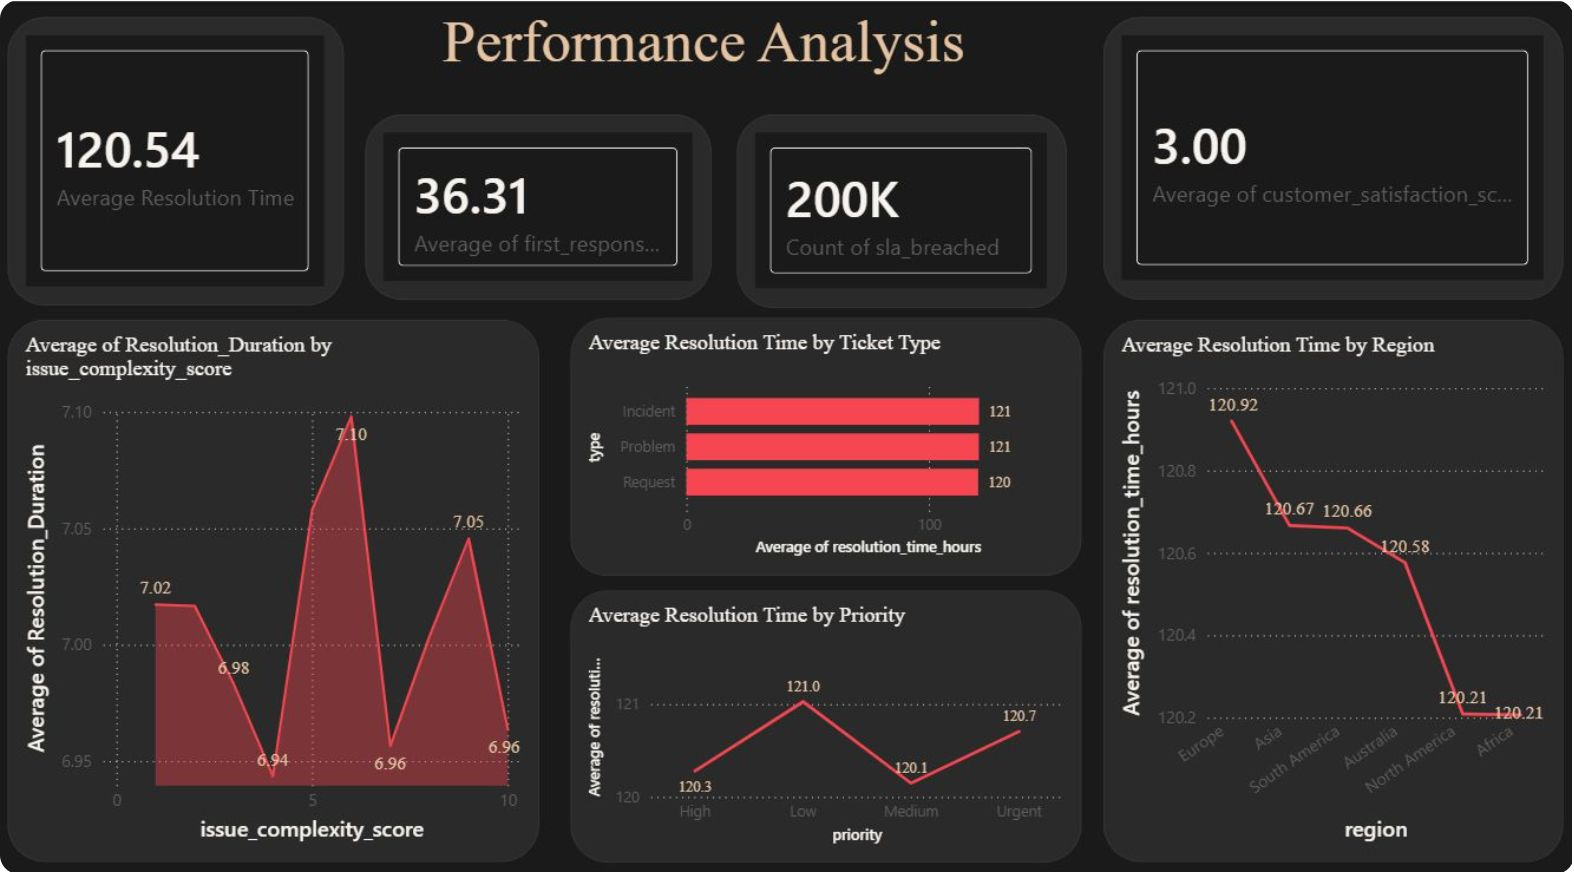 Performance Analysis
120.54
Average Resolution Time
36.31
Average of first_respons...
200K
Count of sla_breached
3.00
Average of customer_satisfaction_sc...
Average of Resolution_Duration by
issue_complexity_score
Average of Resolution_Duration
7.10
7.05
7.00
6.95
7.02
6.98
6.94
7.10
6.96
7.05
6.96
0
5
10
issue_complexity_score
Average Resolution Time by Ticket Type
type
Incident
121
Problem
121
Request
120
0
100
Average of resolution_time_hours
Average Resolution Time by Priority
Average of resoluti...
121
120
120.3
121.0
120.1
120.7
High
Low
Medium
Urgent
priority
Average Resolution Time by Region
Average of resolution_time_hours
121.0
120.8
120.6
120.4
120.2
120.92
120.67
120.66
120.58
120.21
120.21
Europe
Asia
South America
Australia
North America
Africa
region